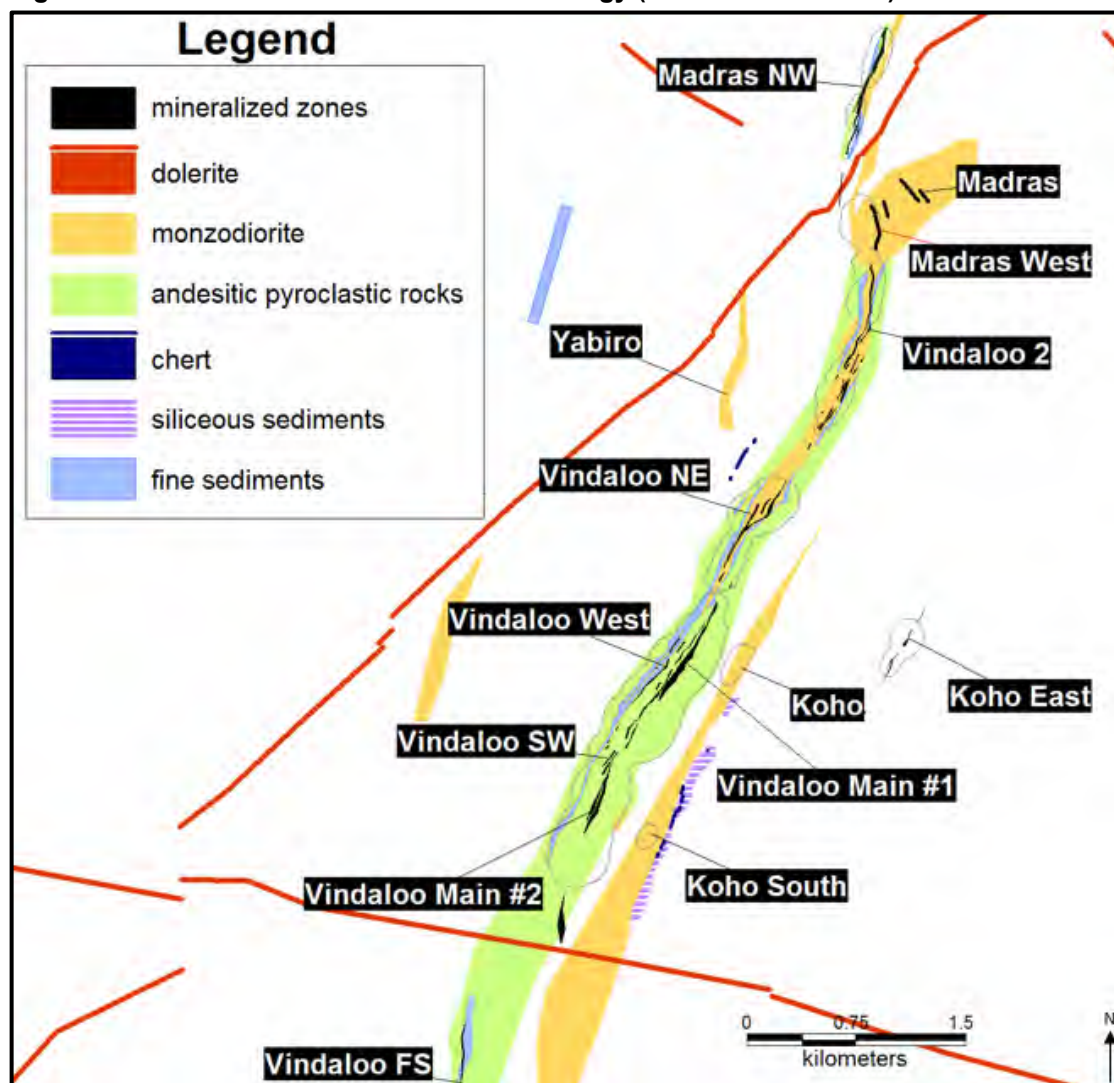 Legend
mineralized zones
dolerite
monzodiorite
andesitic pyroclastic rocks
chert
siliceous sediments
fine sediments
Madras NW
Madras
Madras West
Vindaloo 2
Yabiro
Vindaloo NE
Vindaloo West
Koho
Koho East
Vindaloo SW
Vindaloo Main #1
Vindaloo Main #2
Koho South
Vindaloo FS
0 0.75 1.5
kilometers
N